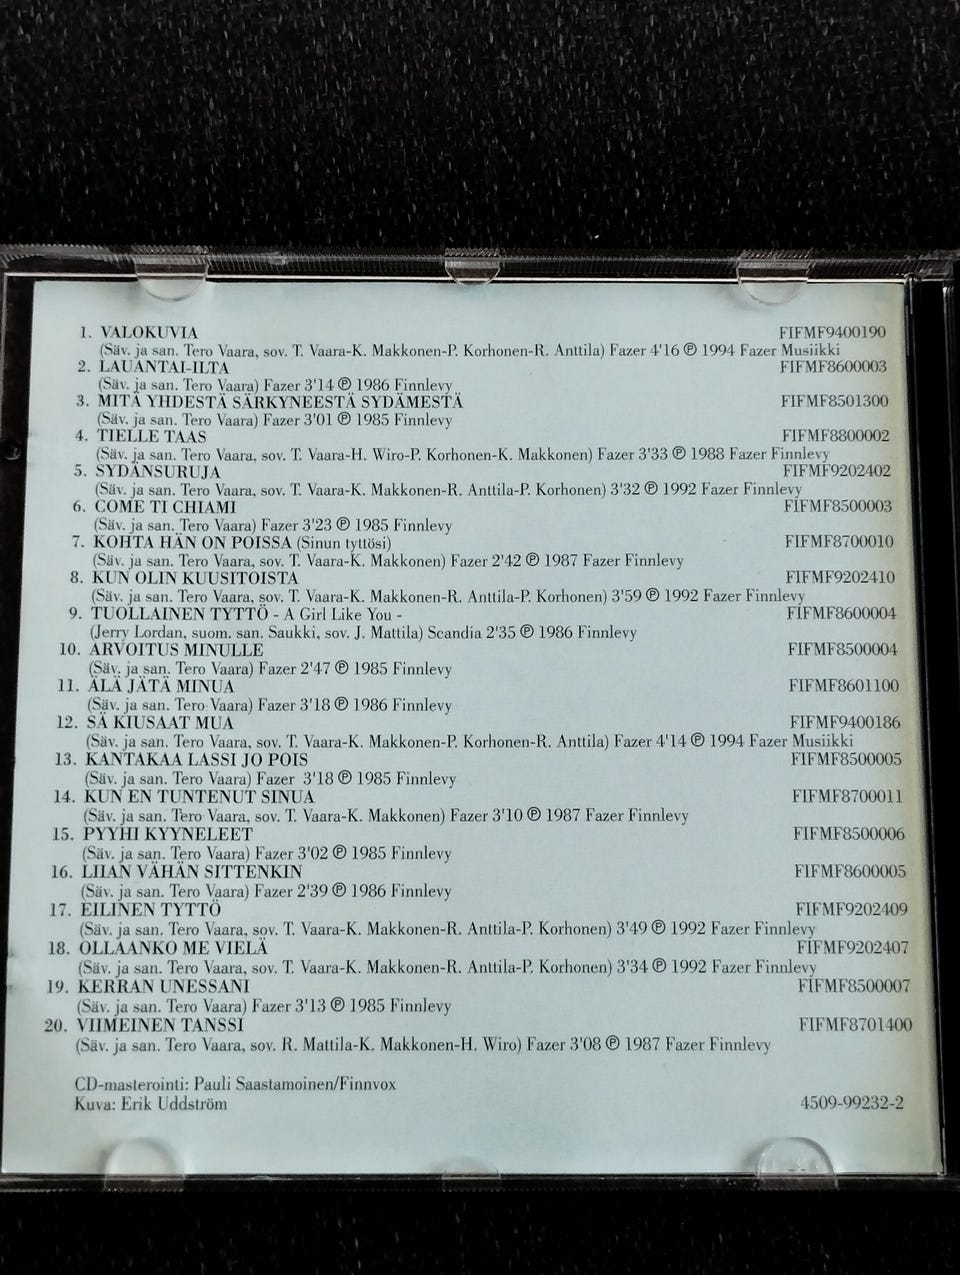 1. VALOKUVIA FIFMF9400190
(Säv. ja san. Tero Vaara, sov. T. Vaara-K. Makkonen-P. Korhonen-R. Anttila) Fazer 4'16 ℗ 1994 Fazer Musiikki
2. LAUANTAI-ILTA FIFMF8600003
(Säv. ja san. Tero Vaara) Fazer 3'14 ℗ 1986 Finnlevy
3. MITÄ YHDESTÄ SÄRKYNEESTÄ SYDÄMESTÄ FIFMF8501300
(Säv. ja san. Tero Vaara) Fazer 3'01 ℗ 1985 Finnlevy
4. TIELLE TAAS FIFMF8800002
(Säv. ja san. Tero Vaara, sov. T. Vaara-H. Wiro-P. Korhonen-K. Makkonen) Fazer 3'33 ℗ 1988 Fazer Finnlevy
5. SYDÄNSURUJA FIFMF9202402
(Säv. ja san. Tero Vaara, sov. T. Vaara-K. Makkonen-R. Anttila-P. Korhonen) 3'32 ℗ 1992 Fazer Finnlevy
6. COME TI CHIAMI FIFMF8500003
(Säv. ja san. Tero Vaara) Fazer 3'23 ℗ 1985 Finnlevy
7. KOHTA HÄN ON POISSA (Sinun tyttösi) FIFMF8700010
(Säv. ja san. Tero Vaara, sov. T. Vaara-K. Makkonen) Fazer 2'42 ℗ 1987 Fazer Finnlevy
8. KUN OLIN KUUSITOISTA FIFMF9202410
(Säv. ja san. Tero Vaara, sov. T. Vaara-K. Makkonen-R. Anttila-P. Korhonen) 3'59 ℗ 1992 Fazer Finnlevy
9. TUOLLAINEN TYTTÖ - A Girl Like You - FIFMF8600004
(Jerry Lordan, suom. san. Saukki, sov. J. Mattila) Scandia 2'35 ℗ 1986 Finnlevy
10. ARVOITUS MINULLE FIFMF8500004
(Säv. ja san. Tero Vaara) Fazer 2'47 ℗ 1985 Finnlevy
11. ÄLÄ JÄTÄ MINUA FIFMF8601100
(Säv. ja san. Tero Vaara) Fazer 3'18 ℗ 1986 Finnlevy
12. SÄ KIUSAAT MUA FIFMF9400186
(Säv. ja san. Tero Vaara, sov. T. Vaara-K. Makkonen-P. Korhonen-R. Anttila) Fazer 4'14 ℗ 1994 Fazer Musiikki
13. KANTAKAA LASSI JO POIS FIFMF8500005
(Säv. ja san. Tero Vaara) Fazer 3'18 ℗ 1985 Finnlevy
14. KUN EN TUNTENUT SINUA FIFMF8700011
(Säv. ja san. Tero Vaara, sov. T. Vaara-K. Makkonen) Fazer 3'10 ℗ 1987 Fazer Finnlevy
15. PYYHI KYYNELEET FIFMF8500006
(Säv. ja san. Tero Vaara) Fazer 3'02 ℗ 1985 Finnlevy
16. LIIAN VÄHÄN SITTENKIN FIFMF8600005
(Säv. ja san. Tero Vaara) Fazer 2'39 ℗ 1986 Finnlevy
17. EILINEN TYTTÖ FIFMF9202409
(Säv. ja san. Tero Vaara, sov. T. Vaara-K. Makkonen-R. Anttila-P. Korhonen) 3'49 ℗ 1992 Fazer Finnlevy
18. OLLAANKO ME VIELÄ FIFMF9202407
(Säv. ja san. Tero Vaara, sov. T. Vaara-K. Makkonen-R. Anttila-P. Korhonen) 3'34 ℗ 1992 Fazer Finnlevy
19. KERRAN UNESSANI FIFMF8500007
(Säv. ja san. Tero Vaara) Fazer 3'13 ℗ 1985 Finnlevy
20. VIIMEINEN TANSSI FIFMF8701400
(Säv. ja san. Tero Vaara, sov. R. Mattila-K. Makkonen-H. Wiro) Fazer 3'08 ℗ 1987 Fazer Finnlevy
CD-masterointi: Pauli Saastamoinen/Finnvox
Kuva: Erik Uddström 4509-99232-2